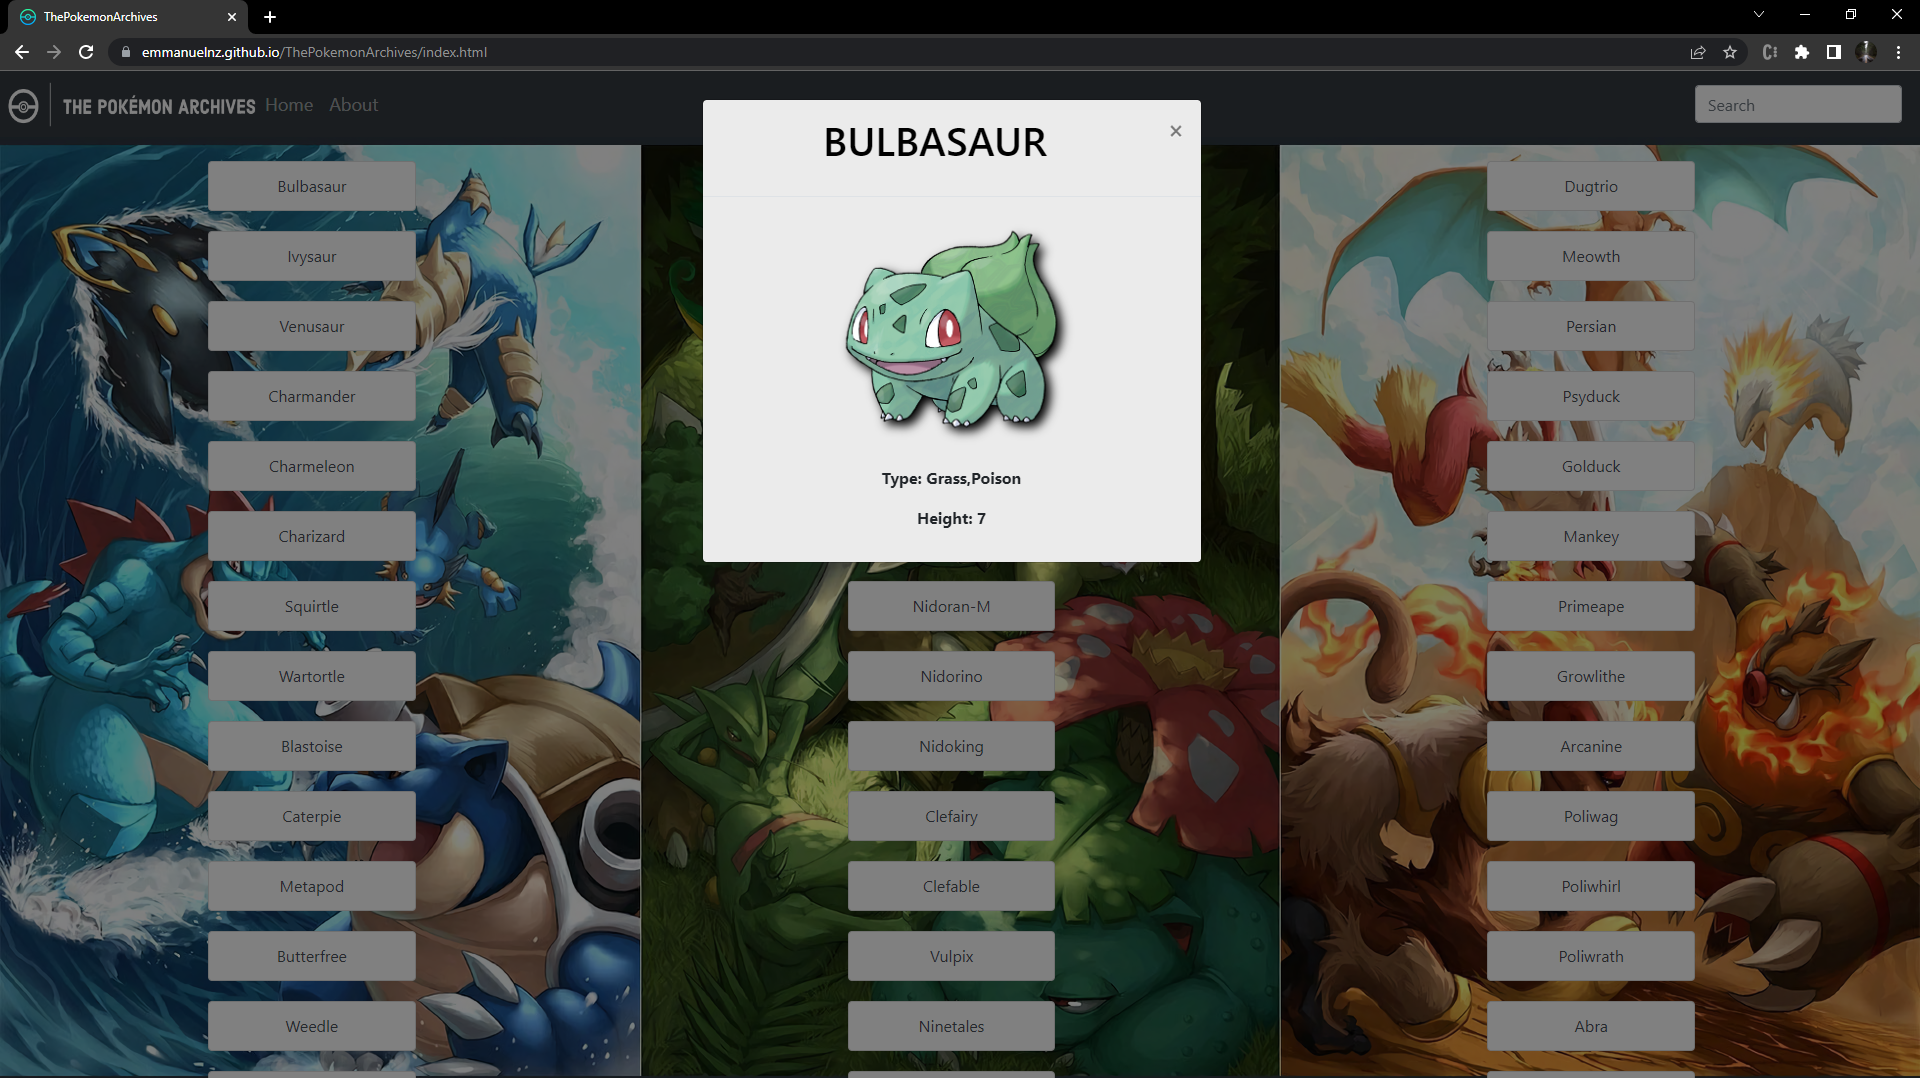 ThePokemonArchives
emmanuelnz.github.io/ThePokemonArchives/index.html
THE POKÉMON ARCHIVES Home About
Search
BULBASAUR
×
Type: Grass,Poison
Height: 7
Bulbasaur
Ivysaur
Venusaur
Charmander
Charmeleon
Charizard
Squirtle
Wartortle
Blastoise
Caterpie
Metapod
Butterfree
Weedle
Nidoran-M
Nidorino
Nidoking
Clefairy
Clefable
Vulpix
Ninetales
Dugtrio
Meowth
Persian
Psyduck
Golduck
Mankey
Primeape
Growlithe
Arcanine
Poliwag
Poliwhirl
Poliwrath
Abra